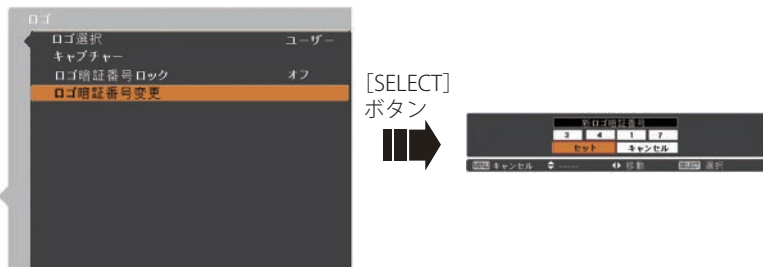 ロゴ
ロゴ選択 ユーザー
キャプチャー
ロゴ暗証番号ロック オフ
ロゴ暗証番号変更
[SELECT]
ボタン
新ロゴ暗証番号
3 4 1 7
セット キャンセル
MENU キャンセル ----- 移動 SELECT 選択